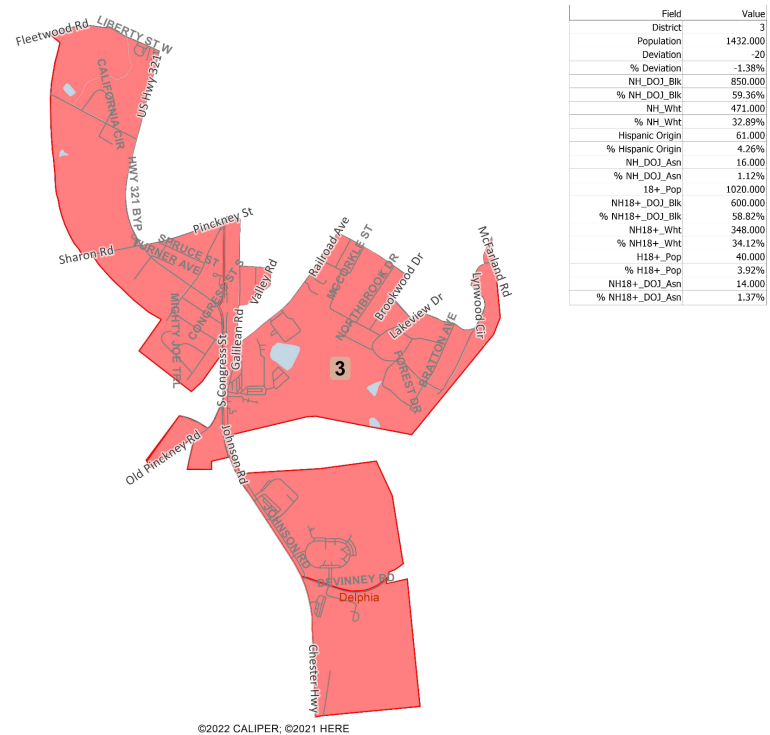 Fleetwood Rd
LIBERTY ST W
US Hwy 321
CALIFORNIA CIR
HWY 321 BYP
Pinckney St
Sharon Rd
SPRUCE ST
TURNER AVE
CONGRESS ST S
Valley Rd
MIGHTY JOE TRL
Galilean Rd
S Congress St
Railroad Ave
MCCORKLE ST
NORTHBROOK DR
Brookwood Dr
Lakeview Dr
McFarland Rd
Lynwood Cir
BRATTON AVE
FOREST DR
3
Old Pinckney Rd
Johnson Rd
JOHNSON RD
DEVINNEY RD
Delphia
Chester Hwy
©2022 CALIPER; ©2021 HERE
Field Value
District 3
Population 1432.000
Deviation -20
% Deviation -1.38%
NH_DOJ_Blk 850.000
% NH_DOJ_Blk 59.36%
NH_Wht 471.000
% NH_Wht 32.89%
Hispanic Origin 61.000
% Hispanic Origin 4.26%
NH_DOJ_Asn 16.000
% NH_DOJ_Asn 1.12%
18+_Pop 1020.000
NH18+_DOJ_Blk 600.000
% NH18+_DOJ_Blk 58.82%
NH18+_Wht 348.000
% NH18+_Wht 34.12%
H18+_Pop 40.000
% H18+_Pop 3.92%
NH18+_DOJ_Asn 14.000
% NH18+_DOJ_Asn 1.37%